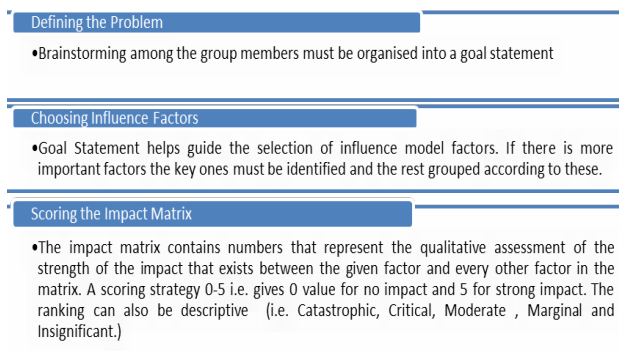 Defining the Problem
•Brainstorming among the group members must be organised into a goal statement
Choosing Influence Factors
•Goal Statement helps guide the selection of influence model factors. If there is more
important factors the key ones must be identified and the rest grouped according to these.
Scoring the Impact Matrix
•The impact matrix contains numbers that represent the qualitative assessment of the
strength of the impact that exists between the given factor and every other factor in the
matrix. A scoring strategy 0-5 i.e. gives 0 value for no impact and 5 for strong impact. The
ranking can also be descriptive (i.e. Catastrophic, Critical, Moderate , Marginal and
Insignificant.)